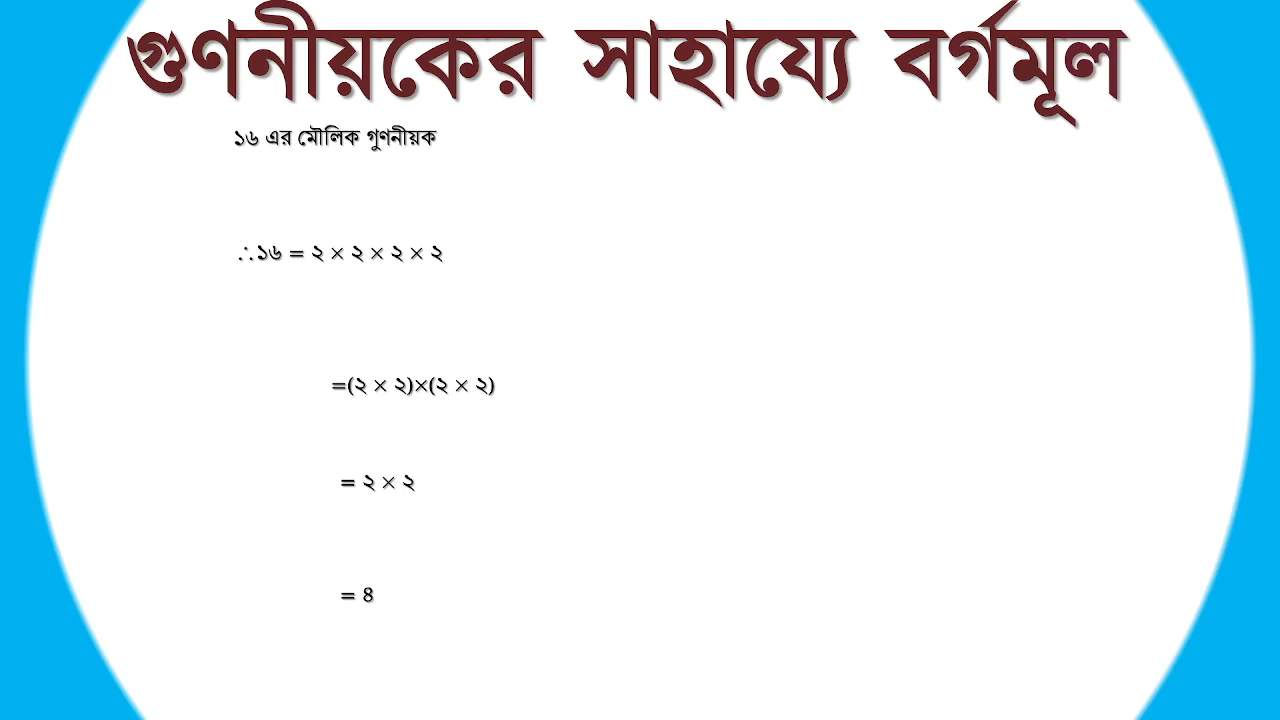 গুণনীয়কের সাহায্যে বর্গমূল
১৬ এর মৌলিক গুণনীয়ক
∴১৬ = ২ × ২ × ২ × ২
=(২ × ২)×(২ × ২)
= ২ × ২
= ৪